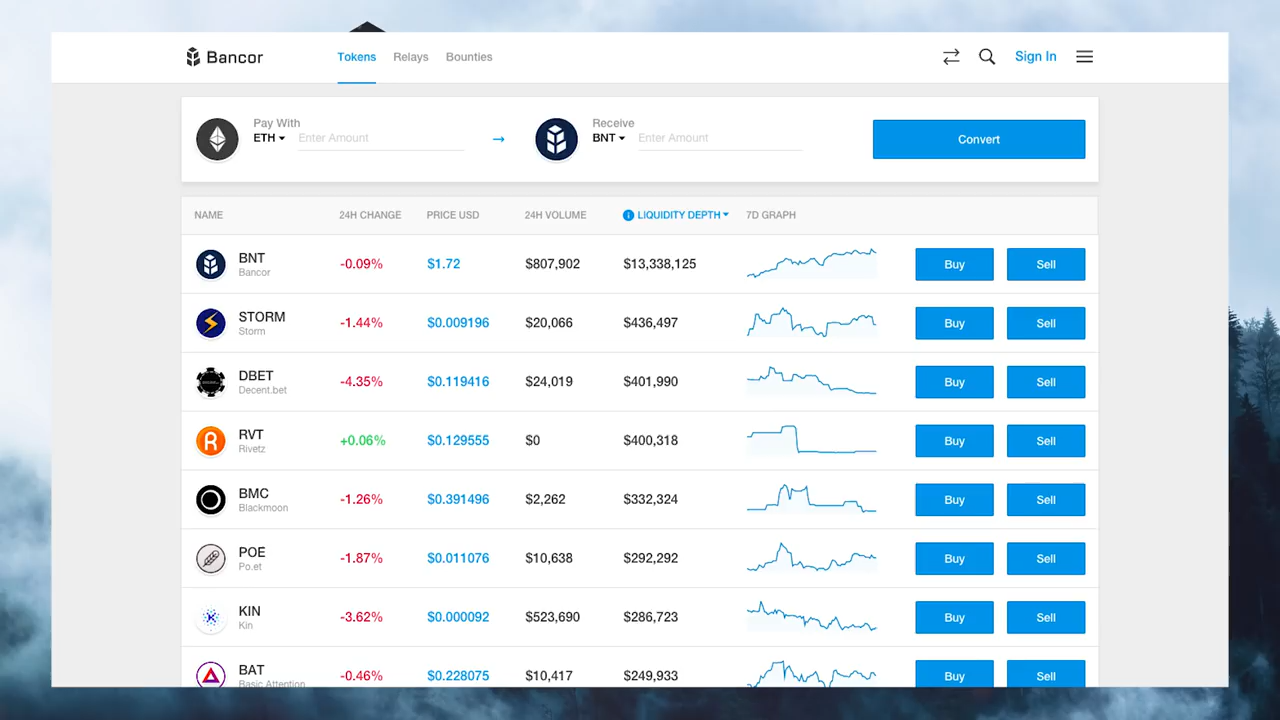 Bancor Tokens Relays Bounties Sign In
Pay With Receive
ETH Enter Amount → BNT Enter Amount Convert
NAME 24H CHANGE PRICE USD 24H VOLUME LIQUIDITY DEPTH 7D GRAPH
BNT -0.09% $1.72 $807,902 $13,338,125 Buy Sell
Bancor
STORM -1.44% $0.009196 $20,066 $436,497 Buy Sell
Storm
DBET -4.35% $0.119416 $24,019 $401,990 Buy Sell
Decent.bet
RVT +0.06% $0.129555 $0 $400,318 Buy Sell
Rivetz
BMC -1.26% $0.391496 $2,262 $332,324 Buy Sell
Blackmoon
POE -1.87% $0.011076 $10,638 $292,292 Buy Sell
Po.et
KIN -3.62% $0.000092 $523,690 $286,723 Buy Sell
Kin
BAT -0.46% $0.228075 $10,417 $249,933 Buy Sell
Basic Attention